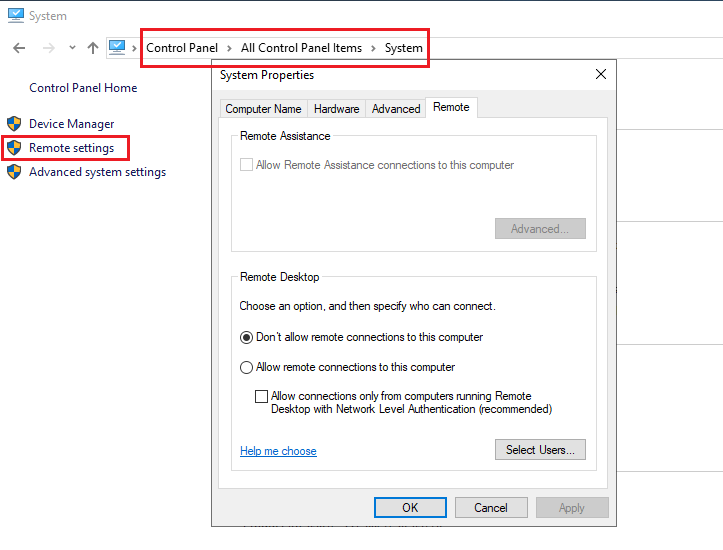 System
Control Panel > All Control Panel Items > System
Control Panel Home
Device Manager
Remote settings
Advanced system settings
System Properties
Computer Name
Hardware
Advanced
Remote
Remote Assistance
Allow Remote Assistance connections to this computer
Advanced...
Remote Desktop
Choose an option, and then specify who can connect.
Don't allow remote connections to this computer
Allow remote connections to this computer
Allow connections only from computers running Remote
Desktop with Network Level Authentication (recommended)
Help me choose
Select Users...
OK
Cancel
Apply